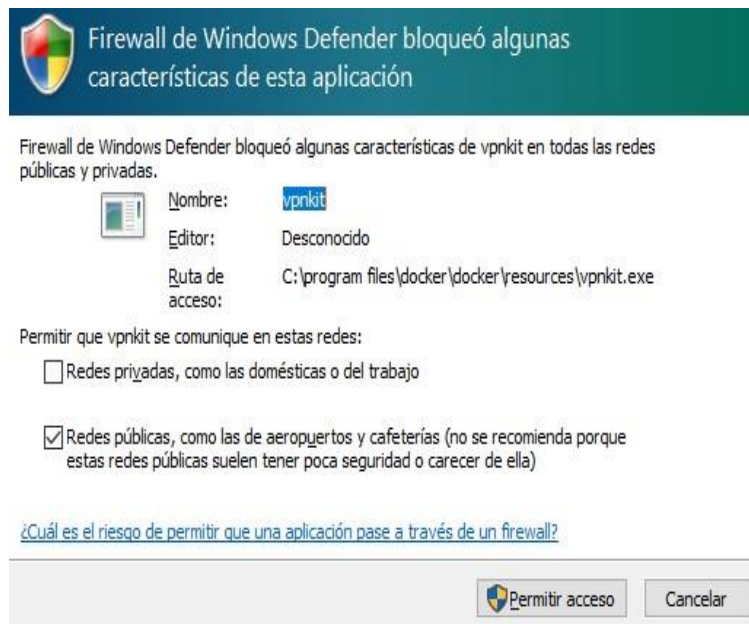 Firewall de Windows Defender bloqueó algunas
características de esta aplicación
Firewall de Windows Defender bloqueó algunas características de vpnkit en todas las redes
públicas y privadas.
Nombre: vpnkit
Editor: Desconocido
Ruta de C:\program files\docker\docker\resources\vpnkit.exe
acceso:
Permitir que vpnkit se comunique en estas redes:
Redes privadas, como las domésticas o del trabajo
Redes públicas, como las de aeropuertos y cafeterías (no se recomienda porque
estas redes públicas suelen tener poca seguridad o carecer de ella)
¿Cuál es el riesgo de permitir que una aplicación pase a través de un firewall?
Permitir acceso Cancelar